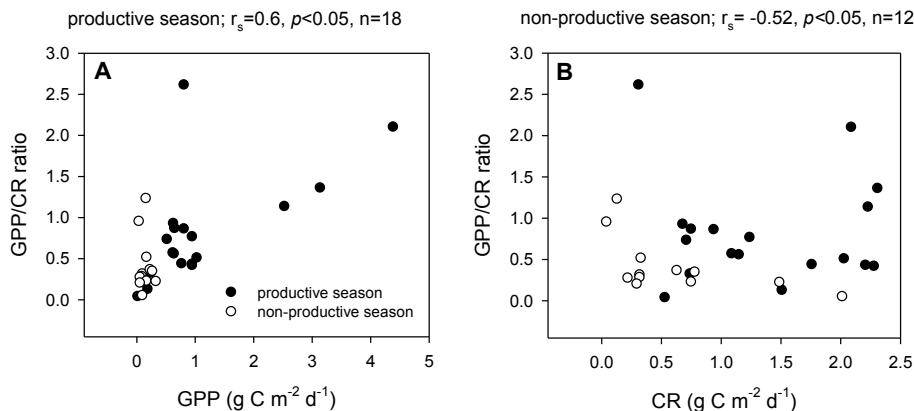 productive season; rs=0.6, p<0.05, n=18
non-productive season; rs= -0.52, p<0.05, n=12
A
GPP/CR ratio
3.0
2.5
2.0
1.5
1.0
0.5
0.0
productive season
non-productive season
0 1 2 3 4 5
GPP (g C m-2 d-1)
B
GPP/CR ratio
3.0
2.5
2.0
1.5
1.0
0.5
0.0
0.0 0.5 1.0 1.5 2.0 2.5
CR (g C m-2 d-1)